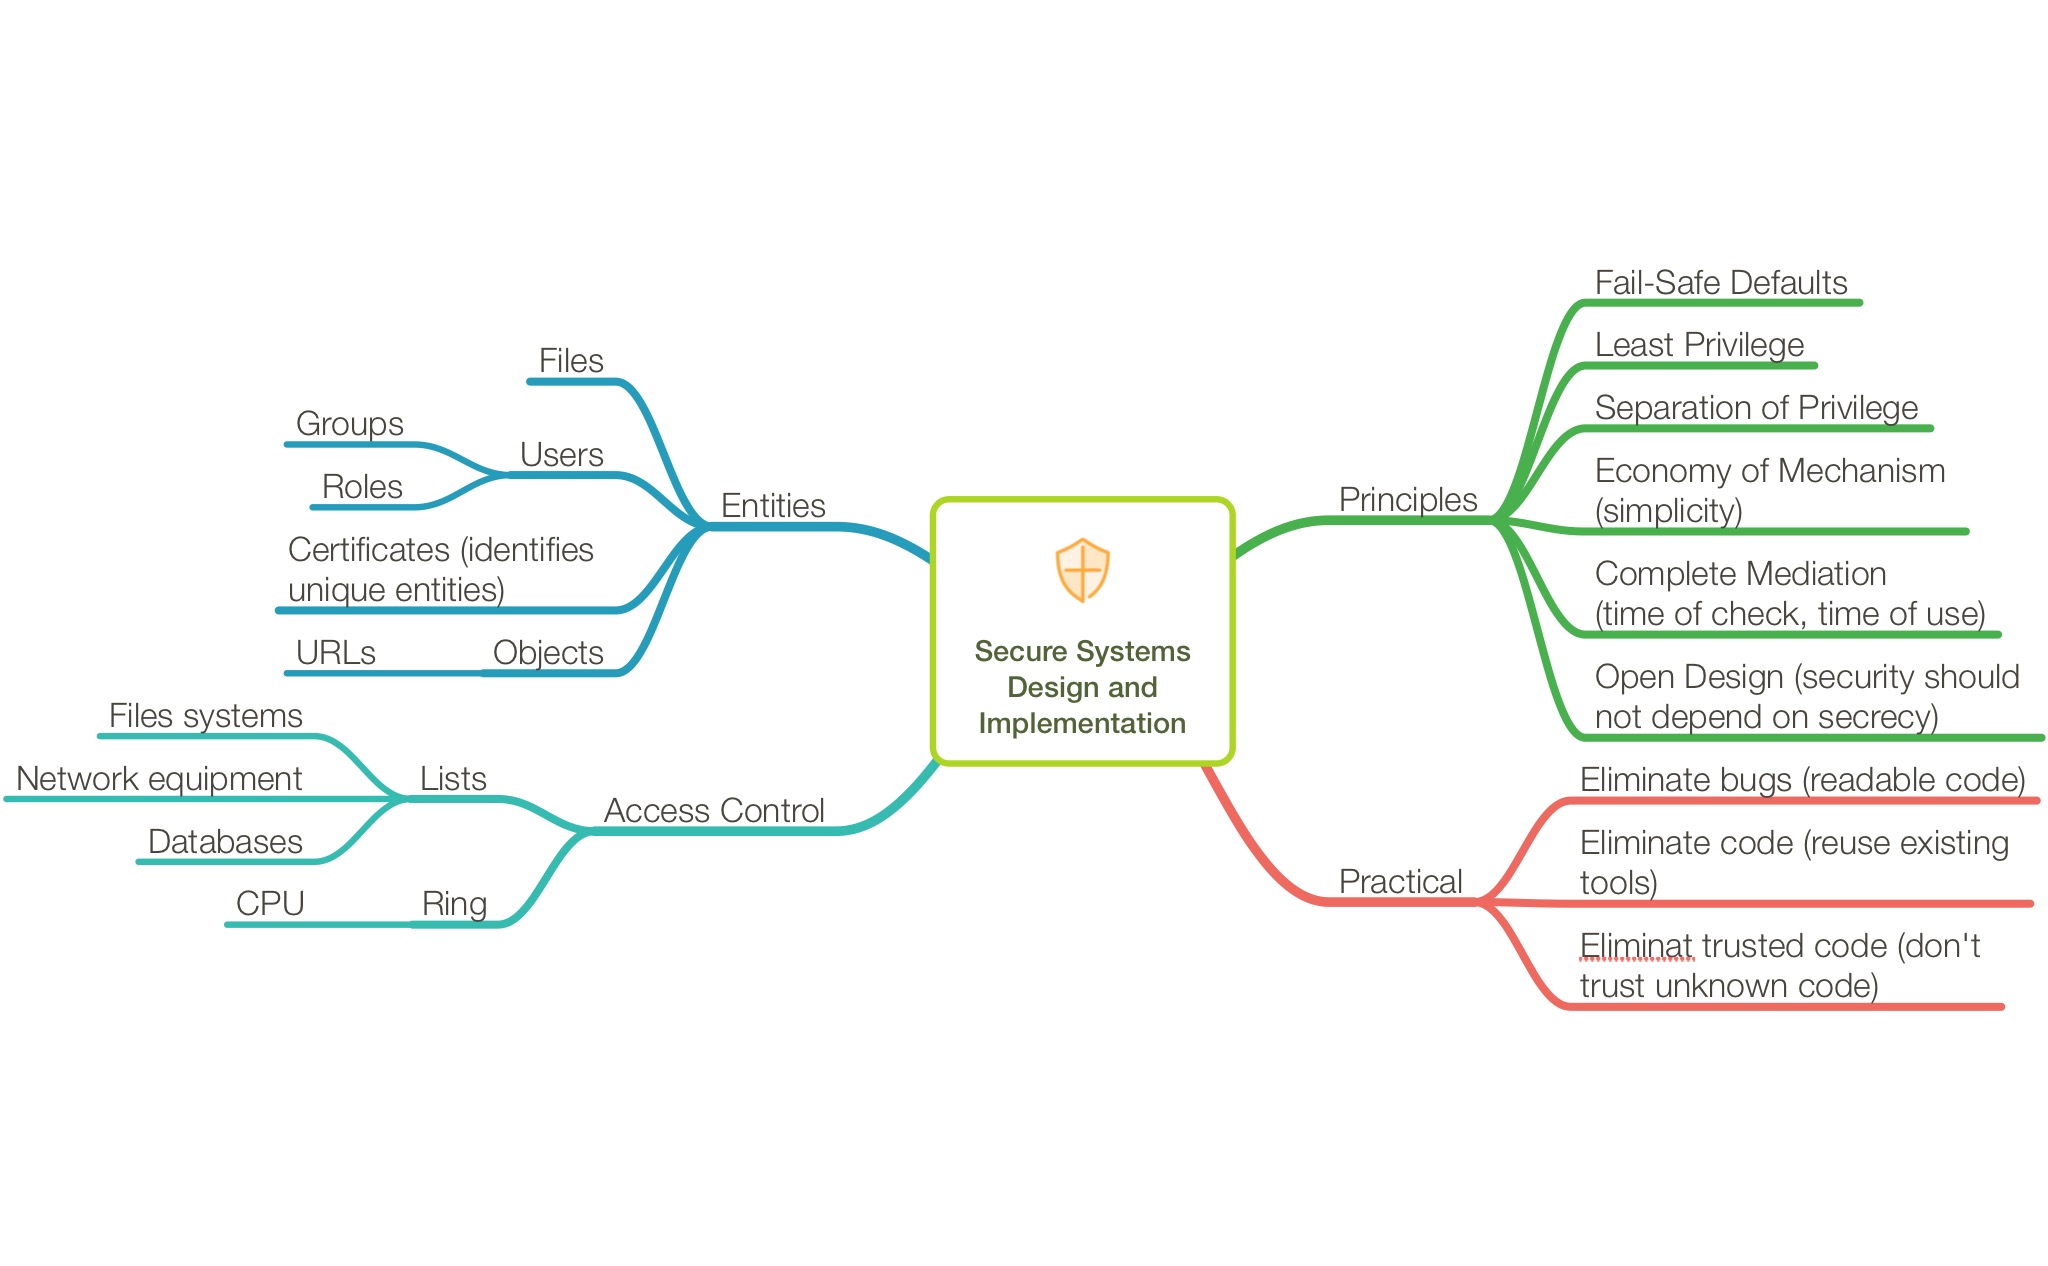 Secure Systems
Design and
Implementation
Principles
Fail-Safe Defaults
Least Privilege
Separation of Privilege
Economy of Mechanism
(simplicity)
Complete Mediation
(time of check, time of use)
Open Design (security should
not depend on secrecy)
Practical
Eliminate bugs (readable code)
Eliminate code (reuse existing
tools)
Eliminat trusted code (don't
trust unknown code)
Entities
Files
Users
Groups
Roles
Certificates (identifies
unique entities)
Objects
URLs
Access Control
Lists
Files systems
Network equipment
Databases
Ring
CPU